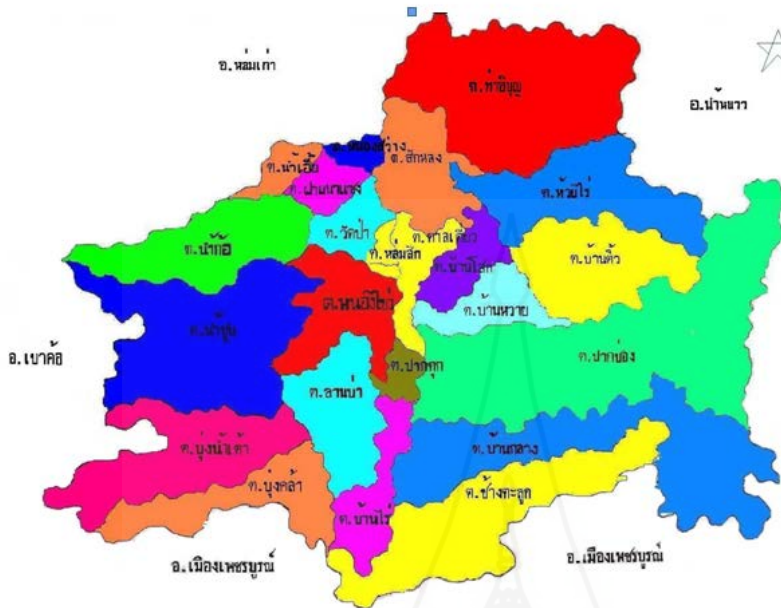 อ.หล่มเก่า
ต.ท่าอิบุญ
อ.น้ำหนาว
ต.น้ำเฮี้ย
ต.หนองสว่าง
ต.สักหลง
ต.ฝายนาแซง
ต.ห้วยไร่
ต.วัดป่า
ต.ตาลเดี่ยว
ต.น้ำก้อ
ต.หล่มสัก
ต.บ้านโสก
ต.บ้านติ้ว
ต.หนองไขว่
ต.บ้านหวาย
ต.น้ำชุน
อ.เขาค้อ
ต.ปากช่อง
ต.ปากดุก
ต.ลานบ่า
ต.บุ่งน้ำเต้า
ต.บ้านกลาง
ต.บุ่งคล้า
ต.ช้างตะลูด
ต.บ้านไร่
อ.เมืองเพชรบูรณ์
อ.เมืองเพชรบูรณ์